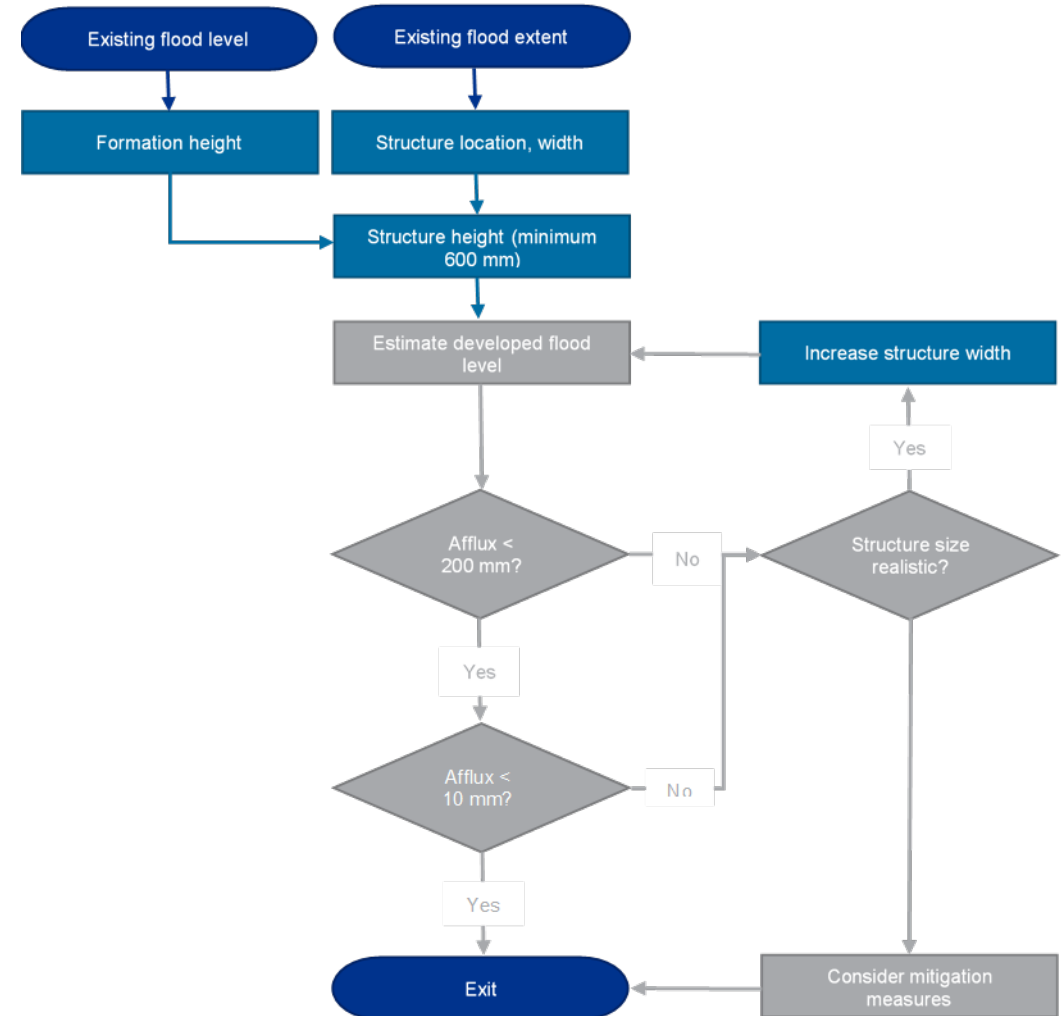 Existing flood level
Existing flood extent
Formation height
Structure location, width
Structure height (minimum
600 mm)
Estimate developed flood
level
Increase structure width
Yes
Afflux <
200 mm?
No
Structure size
realistic?
Yes
Afflux <
10 mm?
No
Yes
Exit
Consider mitigation
measures